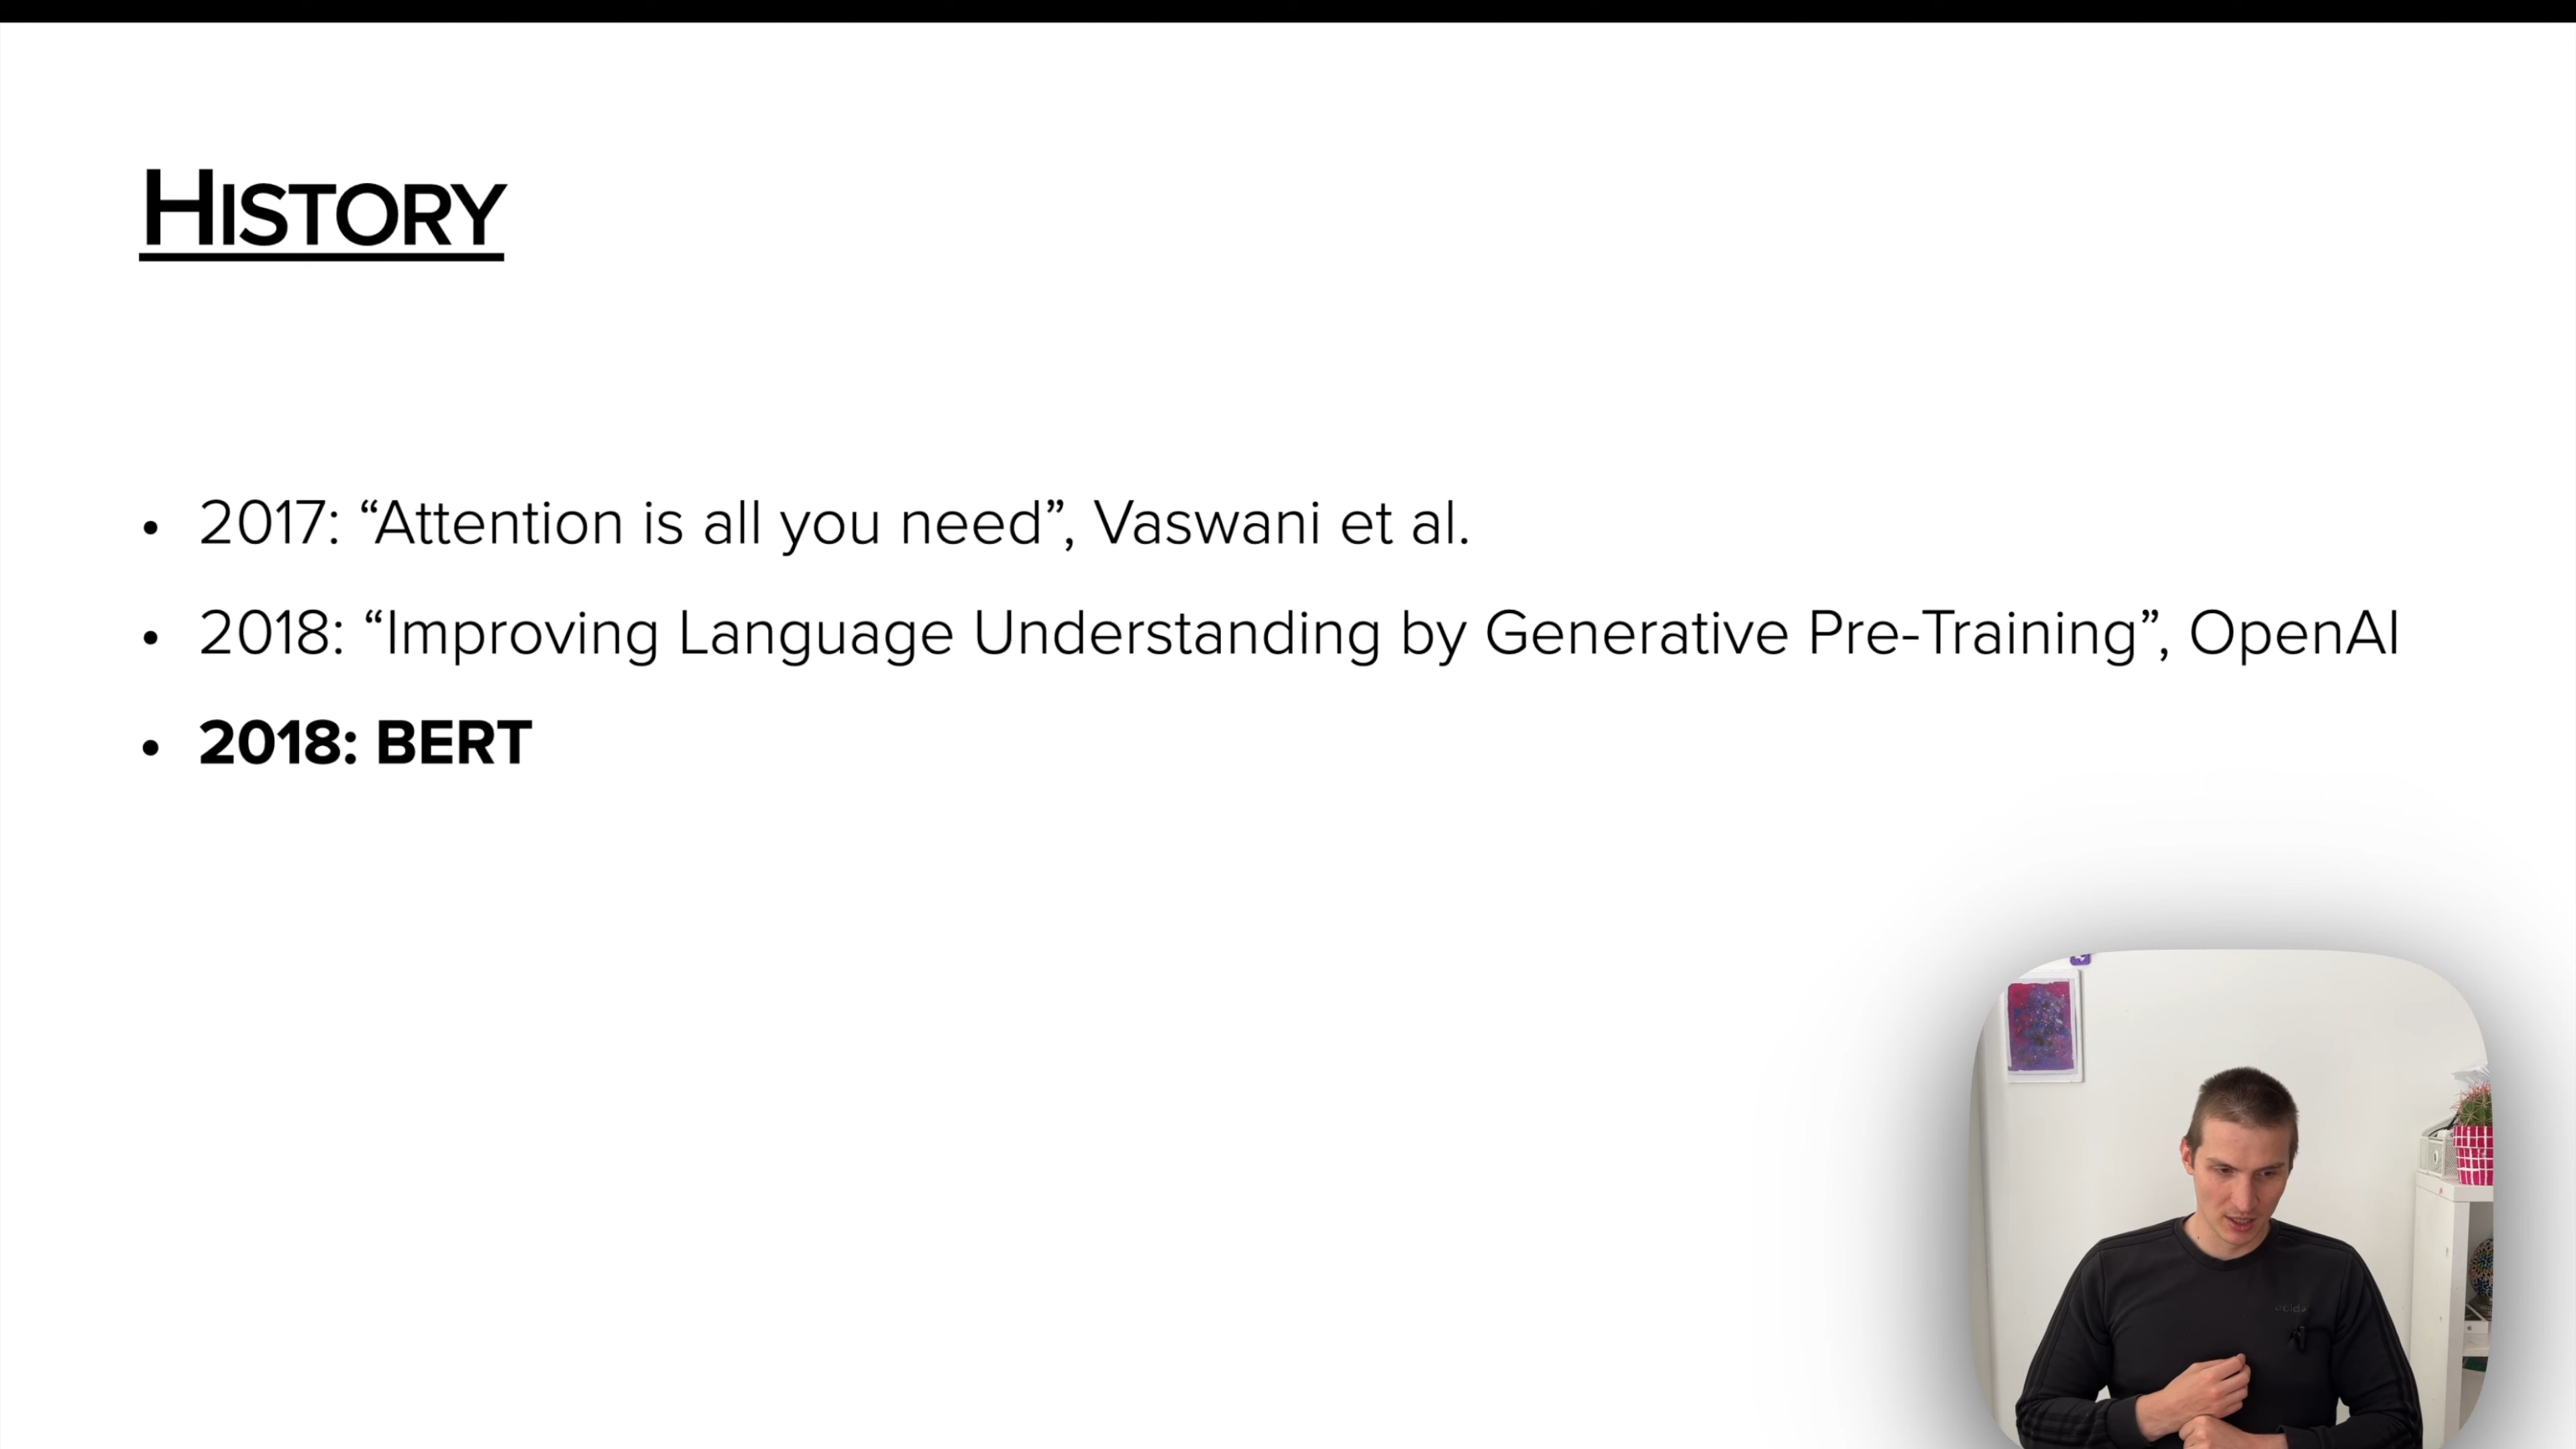 HISTORY
• 2017: “Attention is all you need”, Vaswani et al.
• 2018: “Improving Language Understanding by Generative Pre-Training”, OpenAI
• 2018: BERT